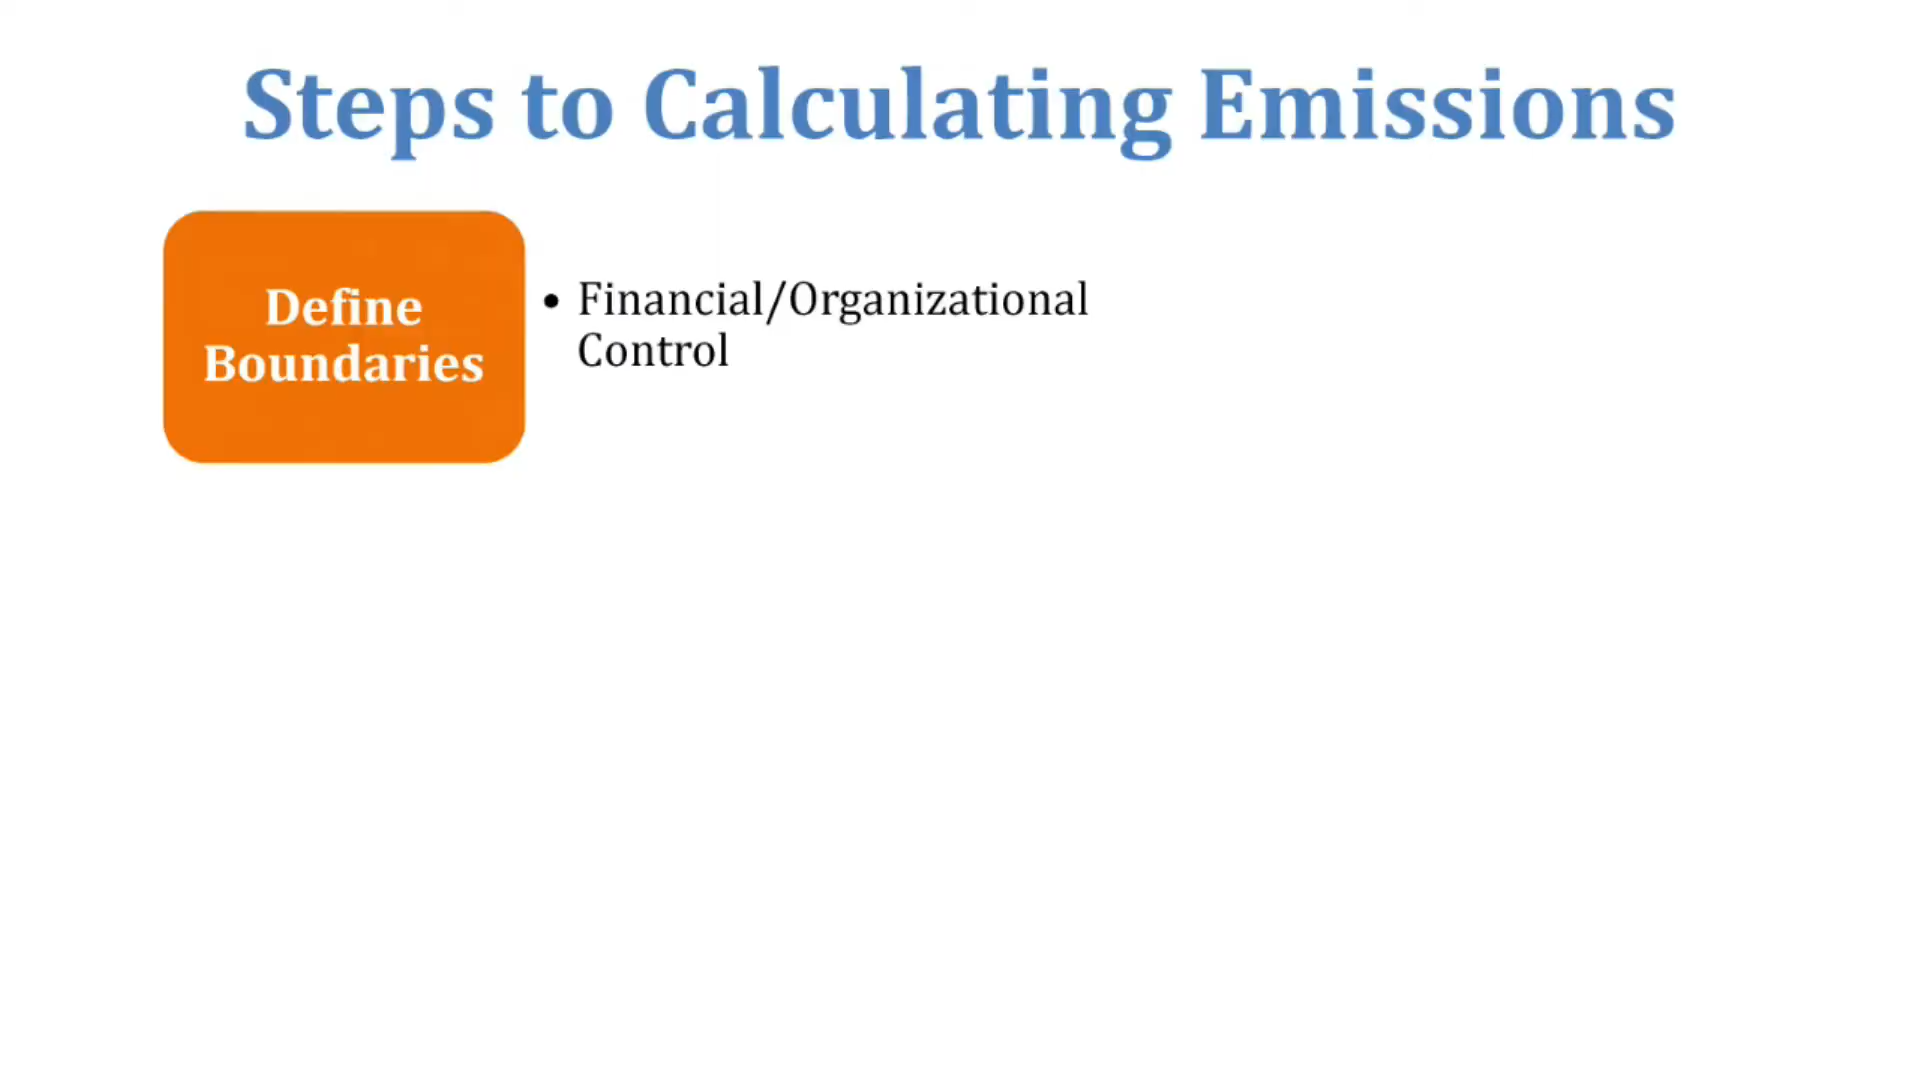 Steps to Calculating Emissions
Define
Boundaries
• Financial/Organizational
Control